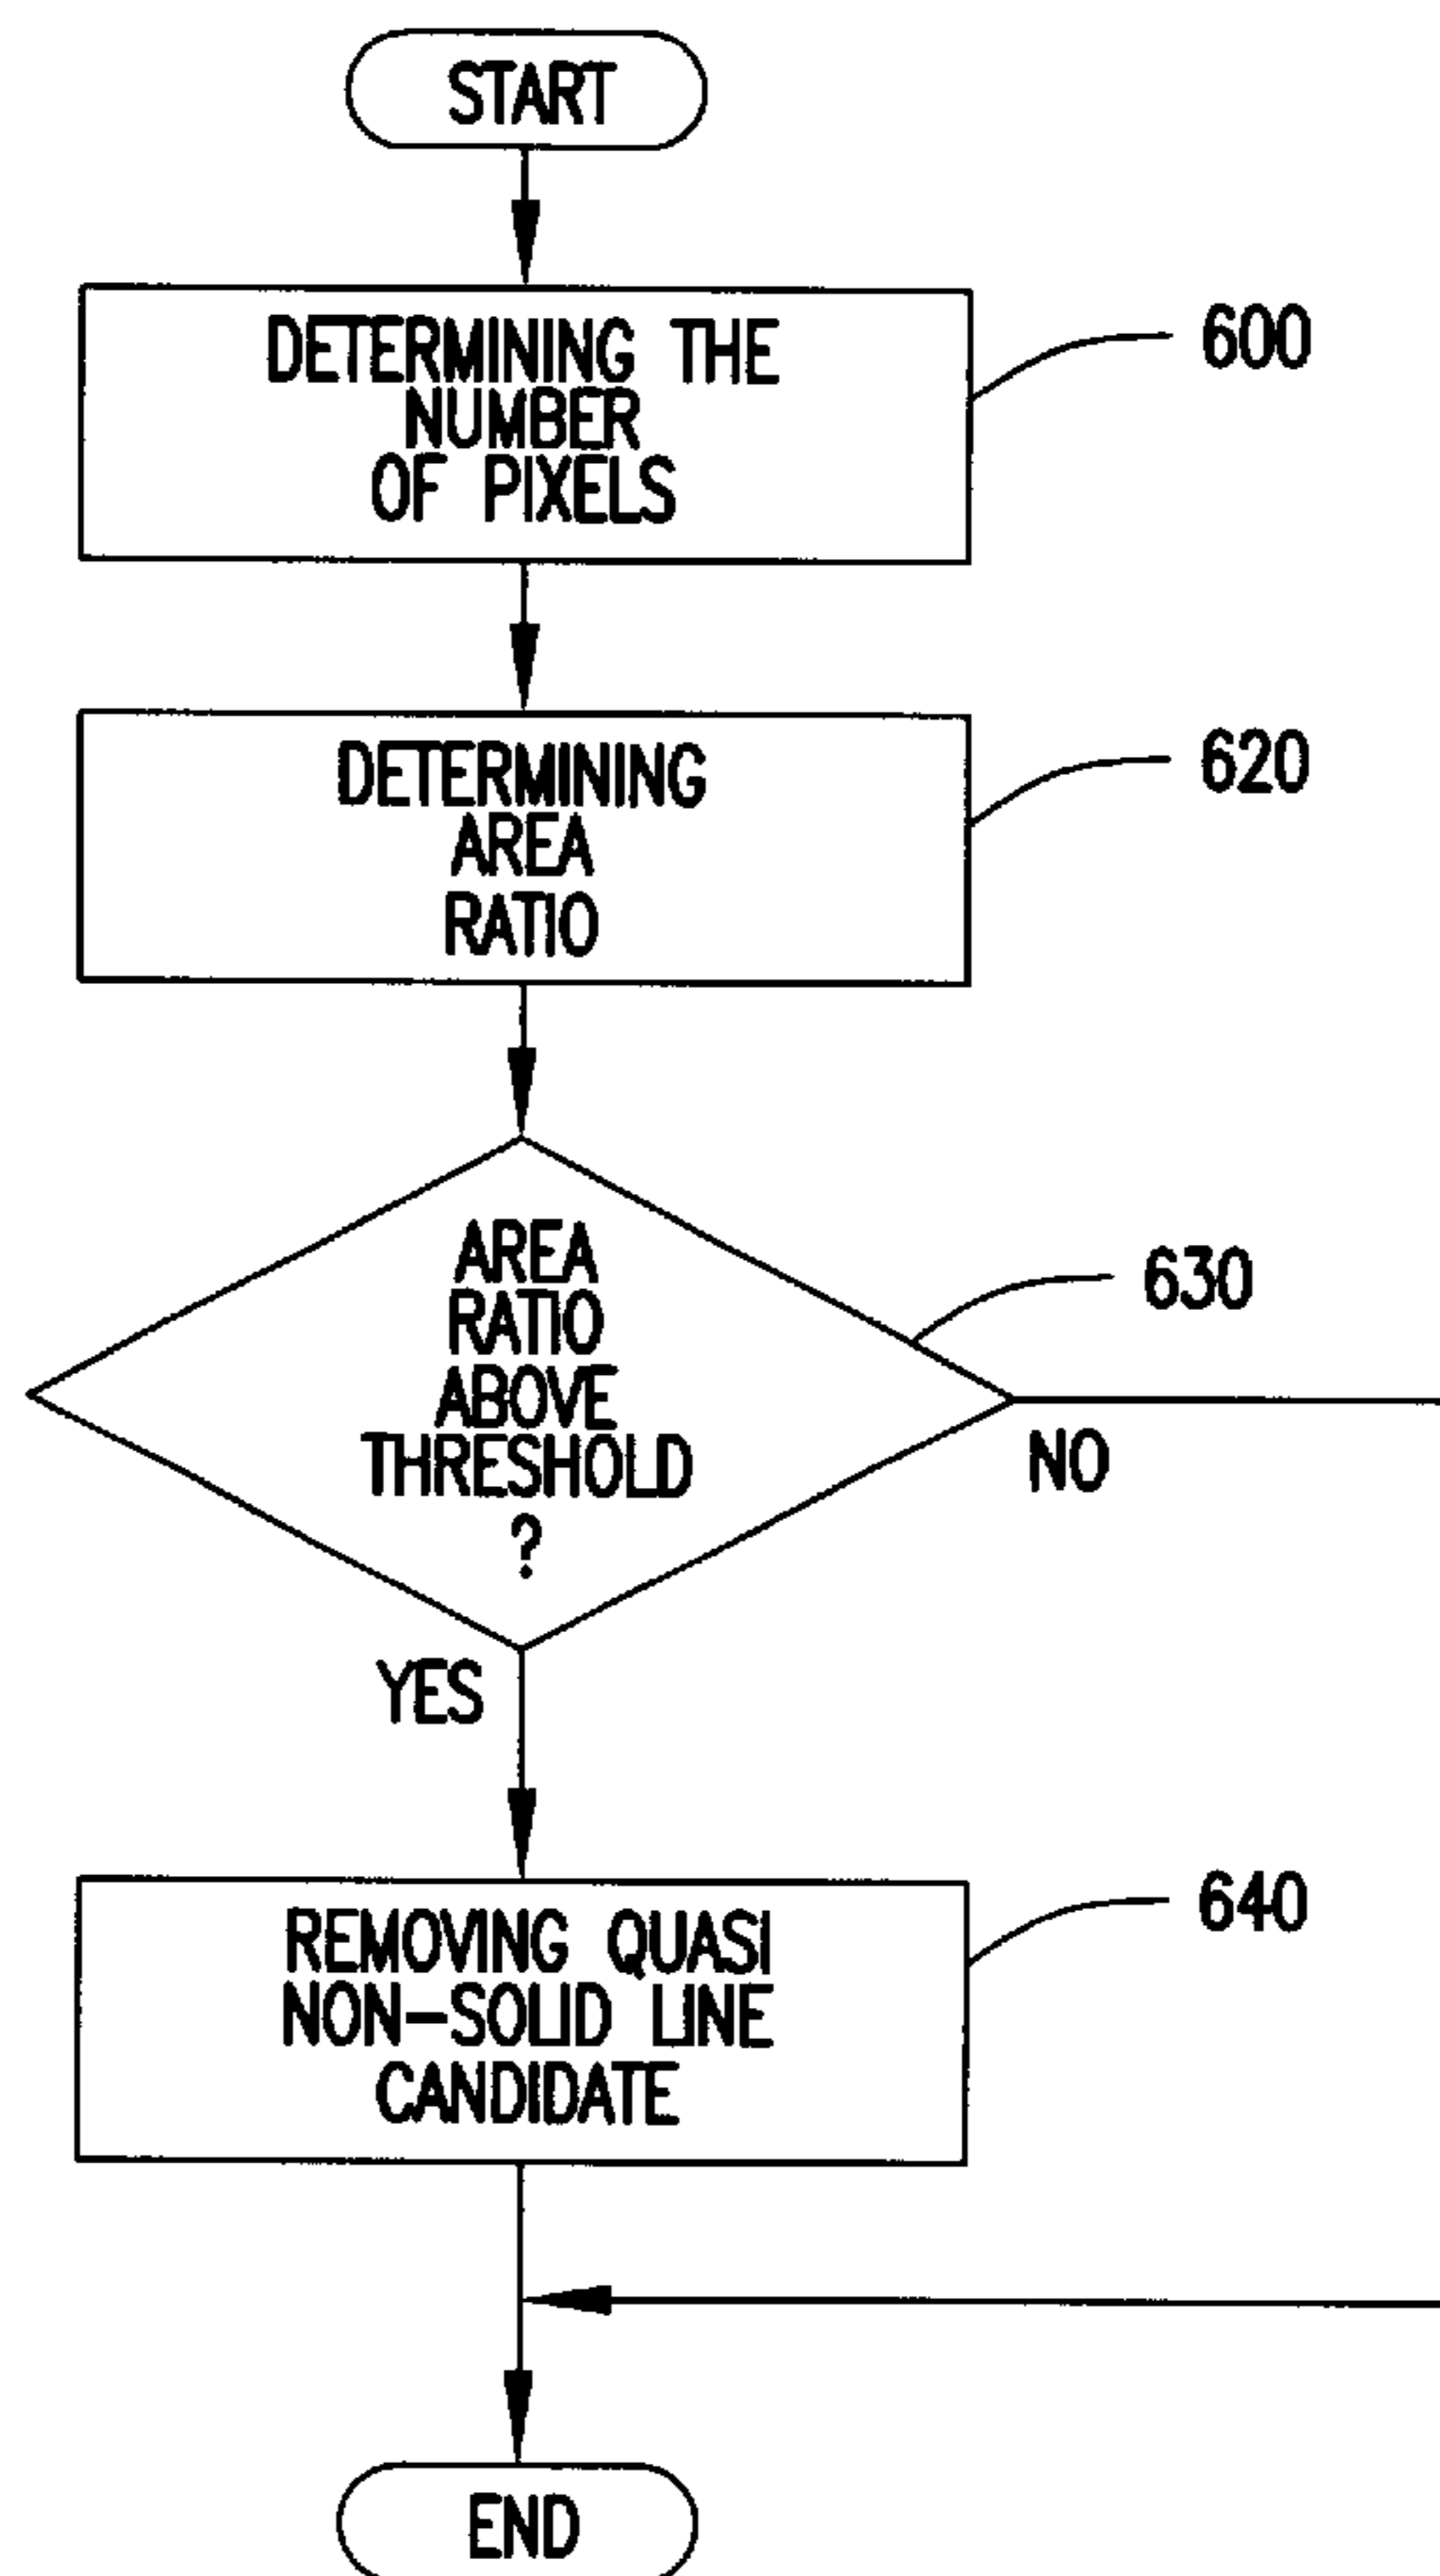 START
DETERMINING THE
NUMBER
OF PIXELS
600
DETERMINING
AREA
RATIO
620
AREA
RATIO
ABOVE
THRESHOLD
?
630
NO
YES
REMOVING QUASI
NON-SOLID LINE
CANDIDATE
640
END